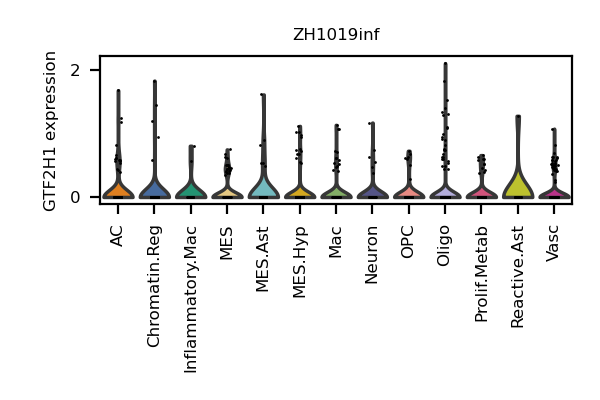 ZH1019inf
GTF2H1 expression
2
0
AC
Chromatin.Reg
Inflammatory.Mac
MES
MES.Ast
MES.Hyp
Mac
Neuron
OPC
Oligo
Prolif.Metab
Reactive.Ast
Vasc